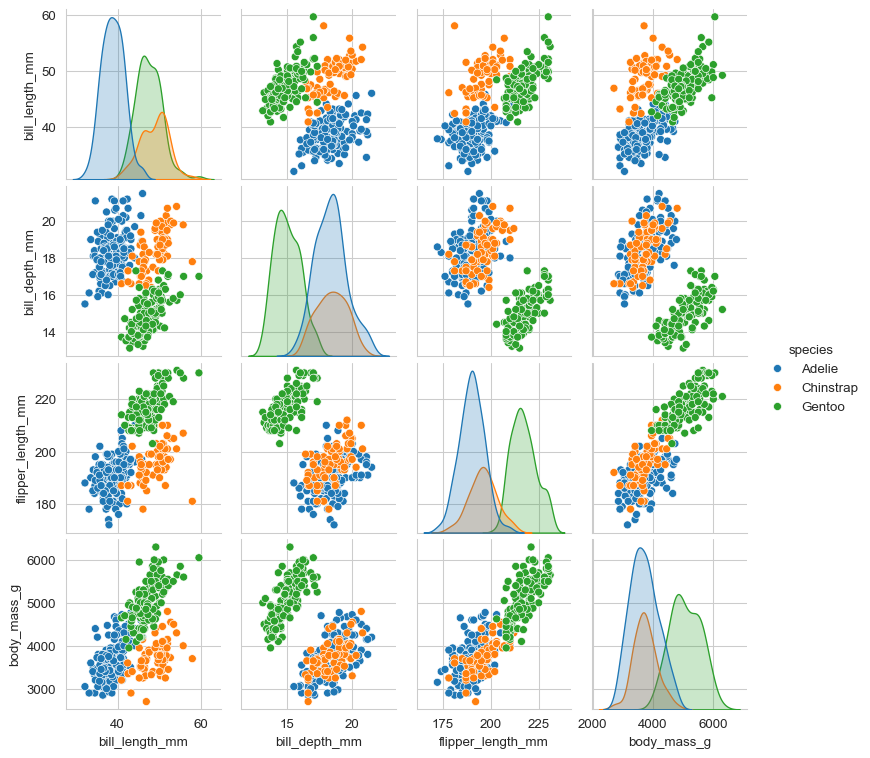 60
50
40
bill_length_mm
20
18
16
14
bill_depth_mm
220
200
180
flipper_length_mm
6000
5000
4000
3000
body_mass_g
40 60
bill_length_mm
15 20
bill_depth_mm
175 200 225
flipper_length_mm
2000 4000 6000
body_mass_g
species
Adelie
Chinstrap
Gentoo